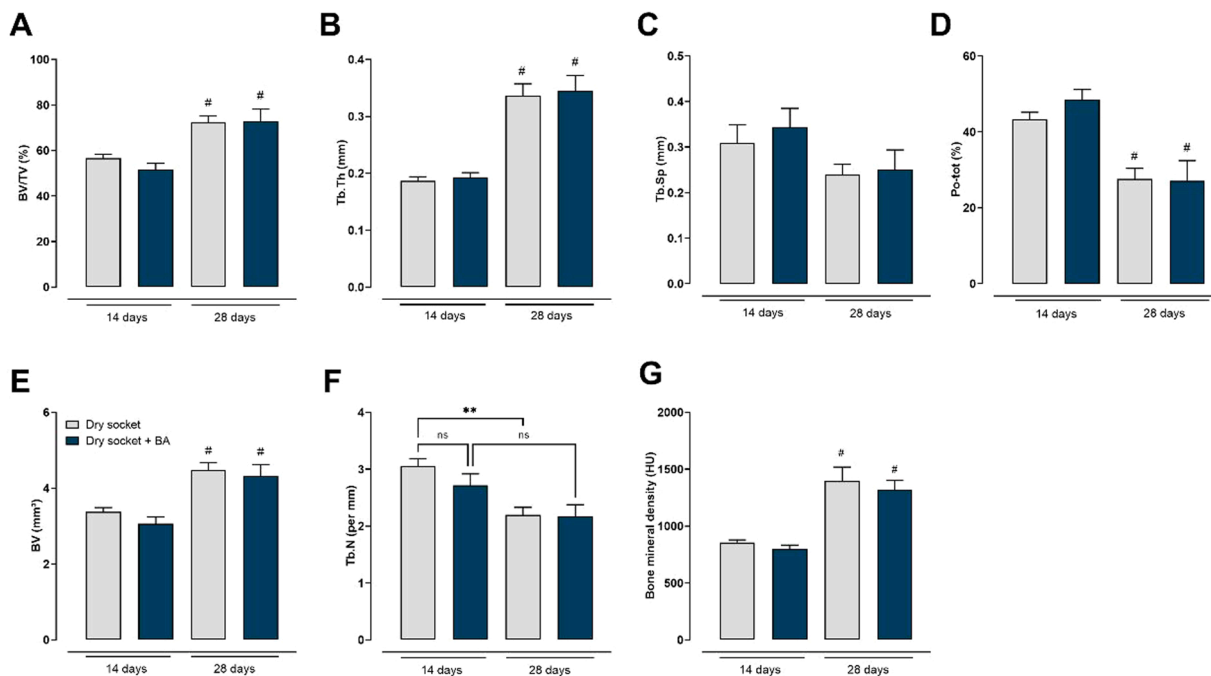 A
BV/TV (%)
100
80
60
40
20
0
#
#
14 days
28 days
B
Tb.Th (mm)
0.4
0.3
0.2
0.1
0.0
#
#
14 days
28 days
C
Tb.Sp (mm)
0.5
0.4
0.3
0.2
0.1
0.0
14 days
28 days
D
Po-tot (%)
60
40
20
0
#
#
14 days
28 days
E
BV (mm³)
6
4
2
0
Dry socket
Dry socket + BA
#
#
14 days
28 days
F
Tb.N (per mm)
4
3
2
1
0
**
ns
ns
14 days
28 days
G
Bone mineral density (HU)
2000
1500
1000
500
0
#
#
14 days
28 days